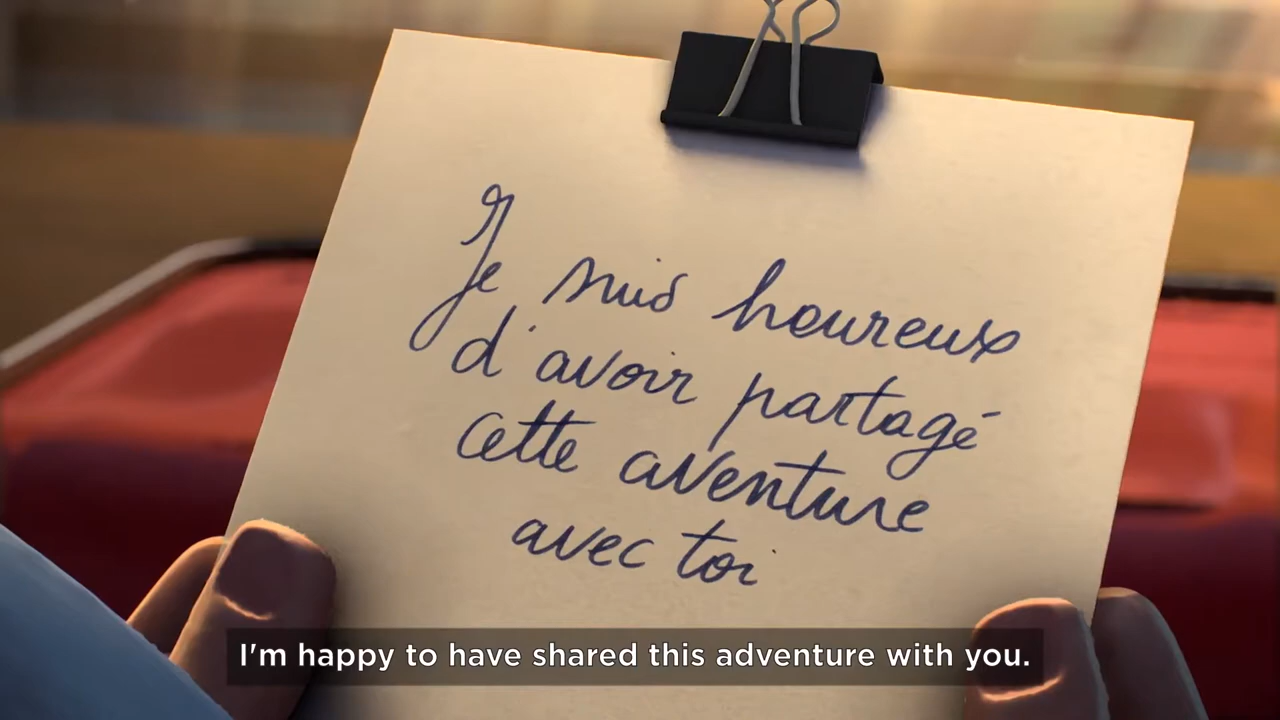 Je suis heureux
d'avoir partagé
cette aventure
avec toi
I'm happy to have shared this adventure with you.